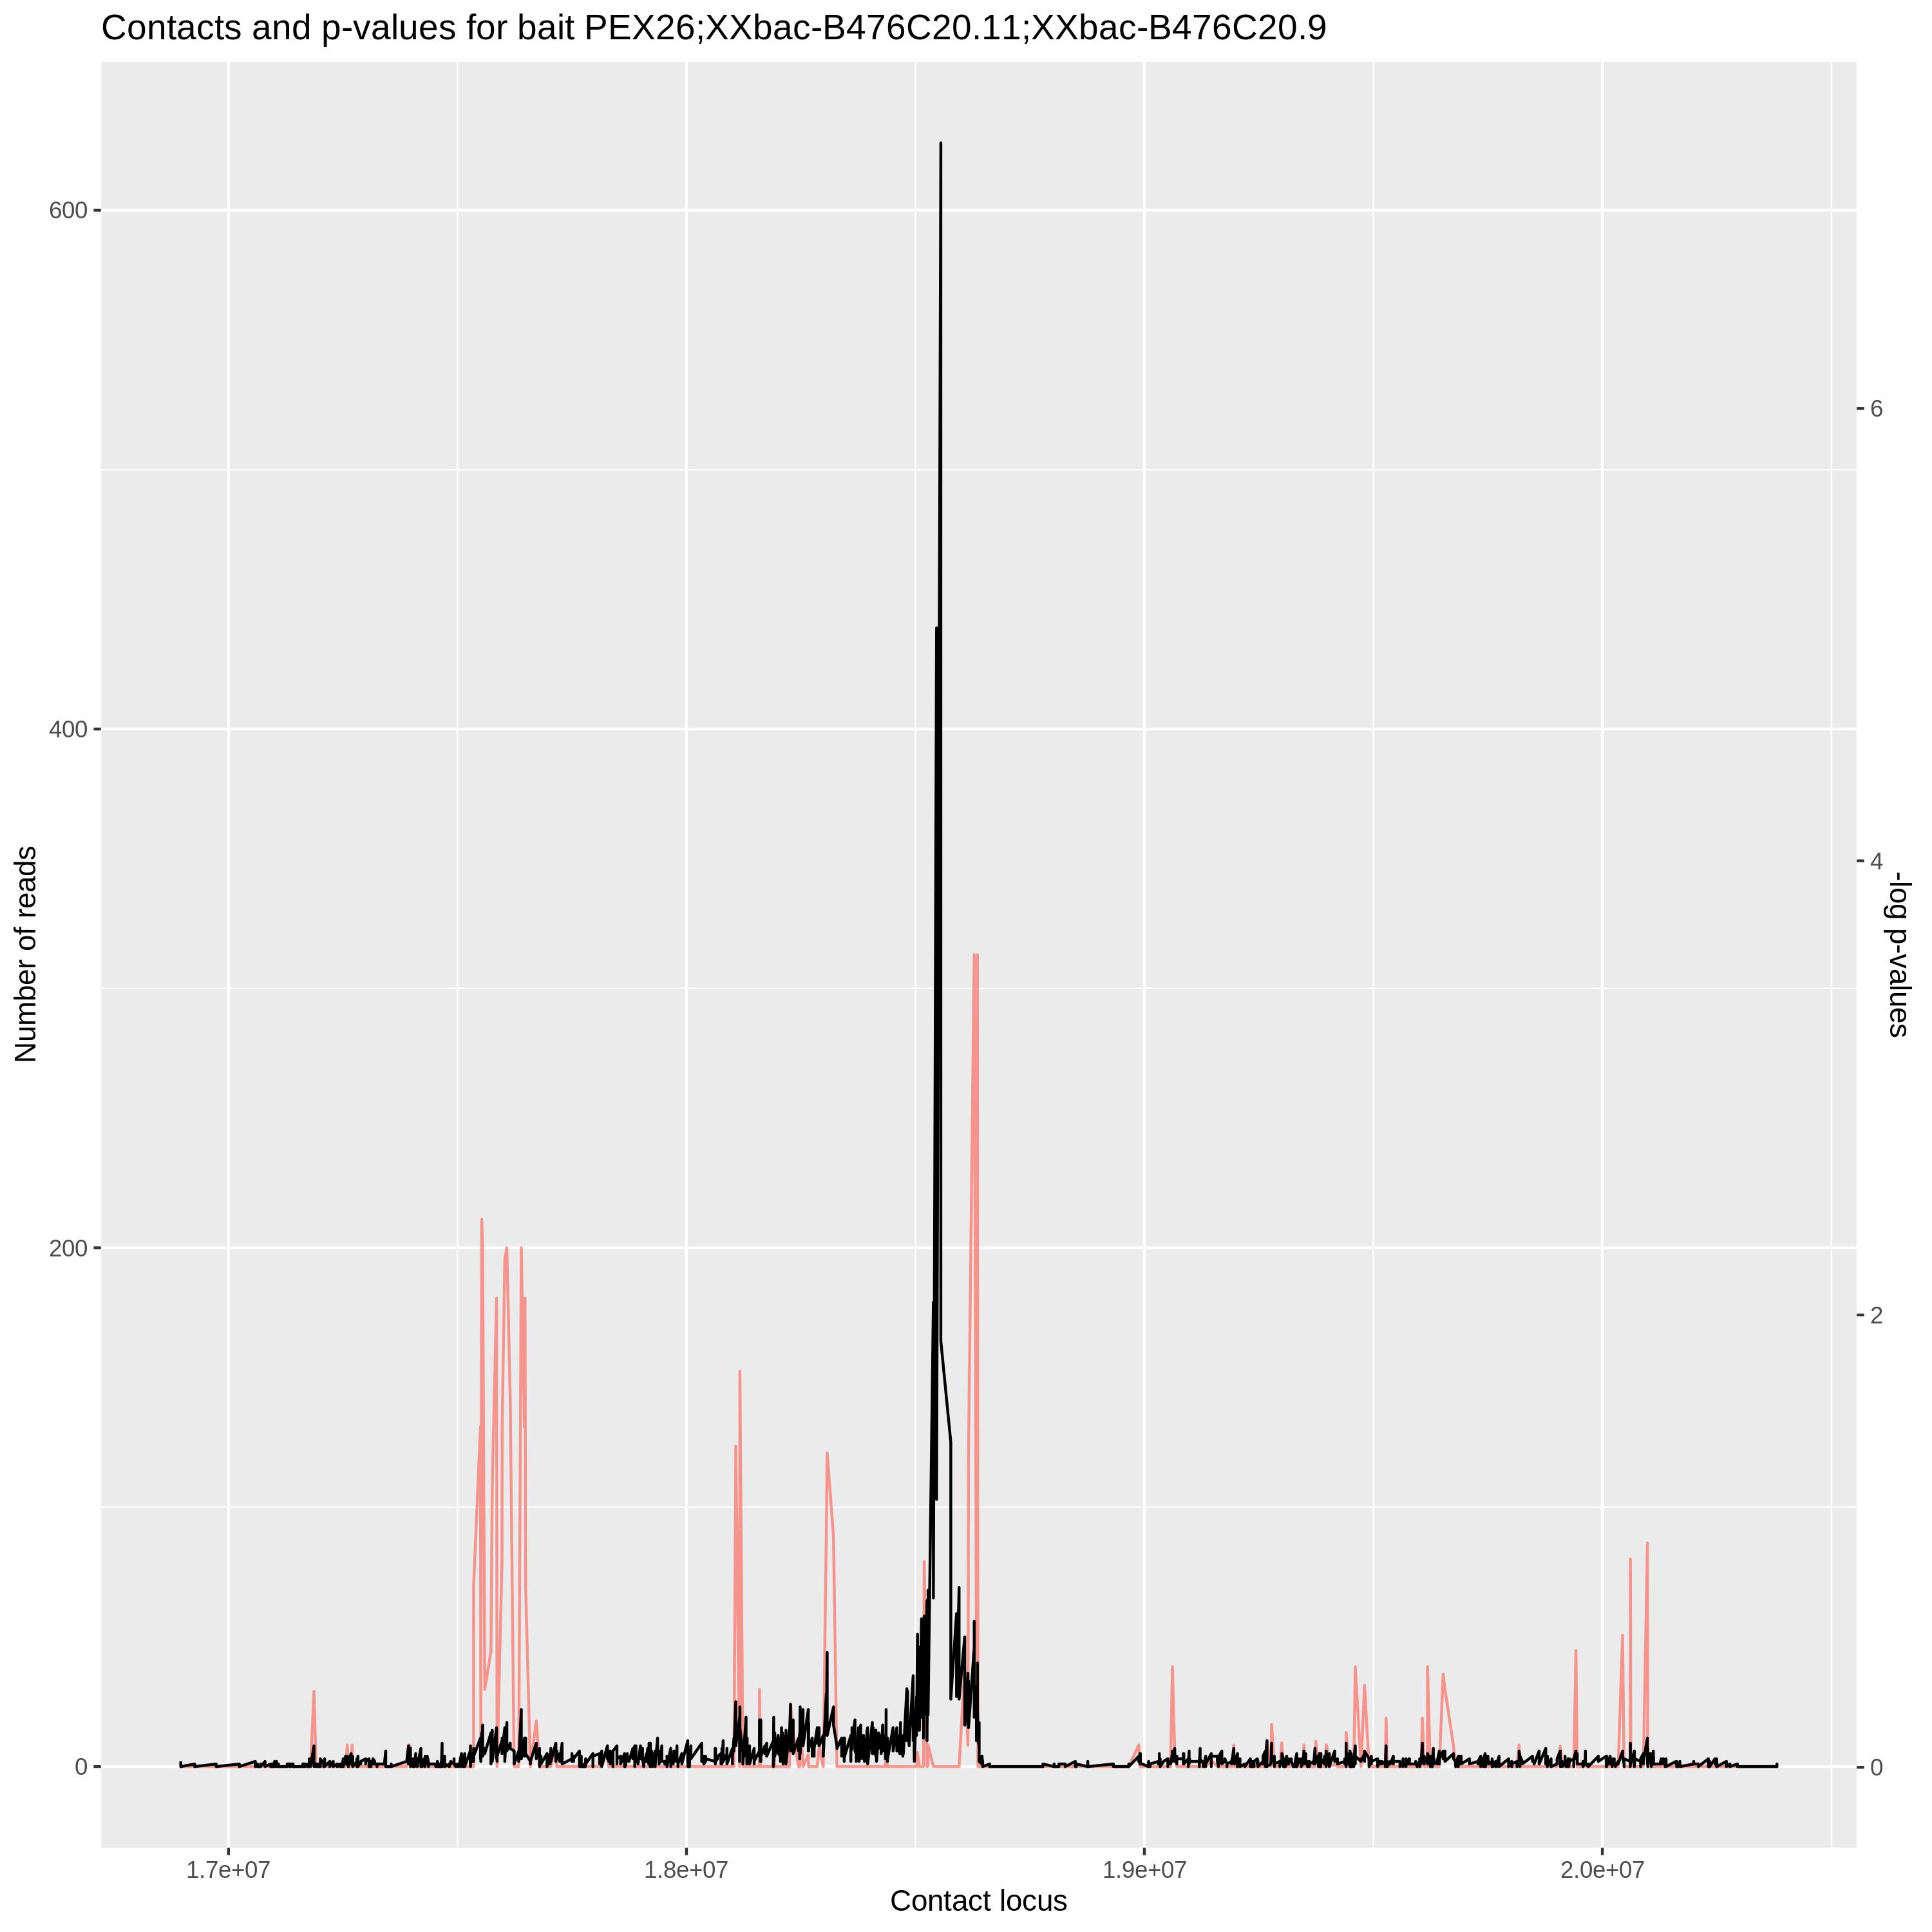 Contacts and p-values for bait PEX26;XXbac-B476C20.11;XXbac-B476C20.9
600
400
200
0
Number of reads
6
4
2
0
-log p-values
1.7e+07 1.8e+07 1.9e+07 2.0e+07
Contact locus